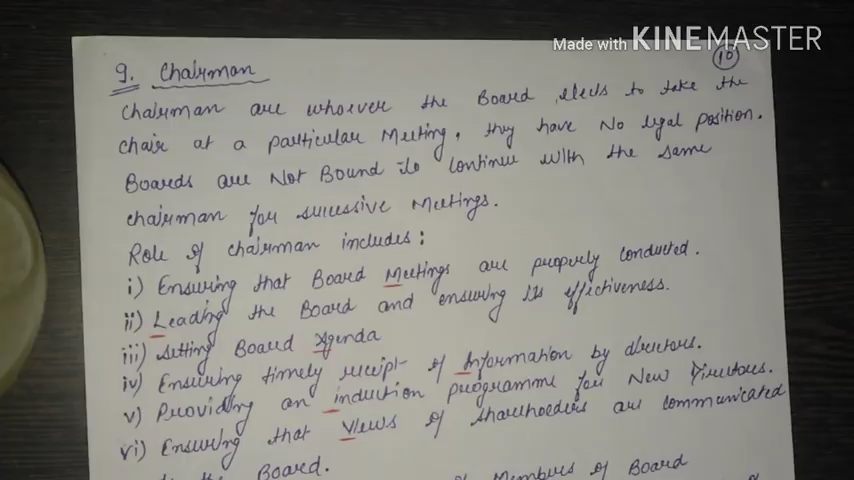 Made with KINEMASTER
10
9. Chairman
Chairman are whoever the Board elects to take the
chair at a particular Meeting. they have No legal position.
Boards are Not Bound to continue with the same
chairman for successive Meetings.
Role of chairman includes:
i) Ensuring that Board Meetings are properly conducted.
ii) Leading the Board and ensuring its effectiveness.
iii) setting Board Agenda
iv) Ensuring timely receipt of Information by directors.
v) Providing an induction programme for New Directors.
vi) Ensuring that Views of shareholders are communicated
to the Board.
of Members of Board